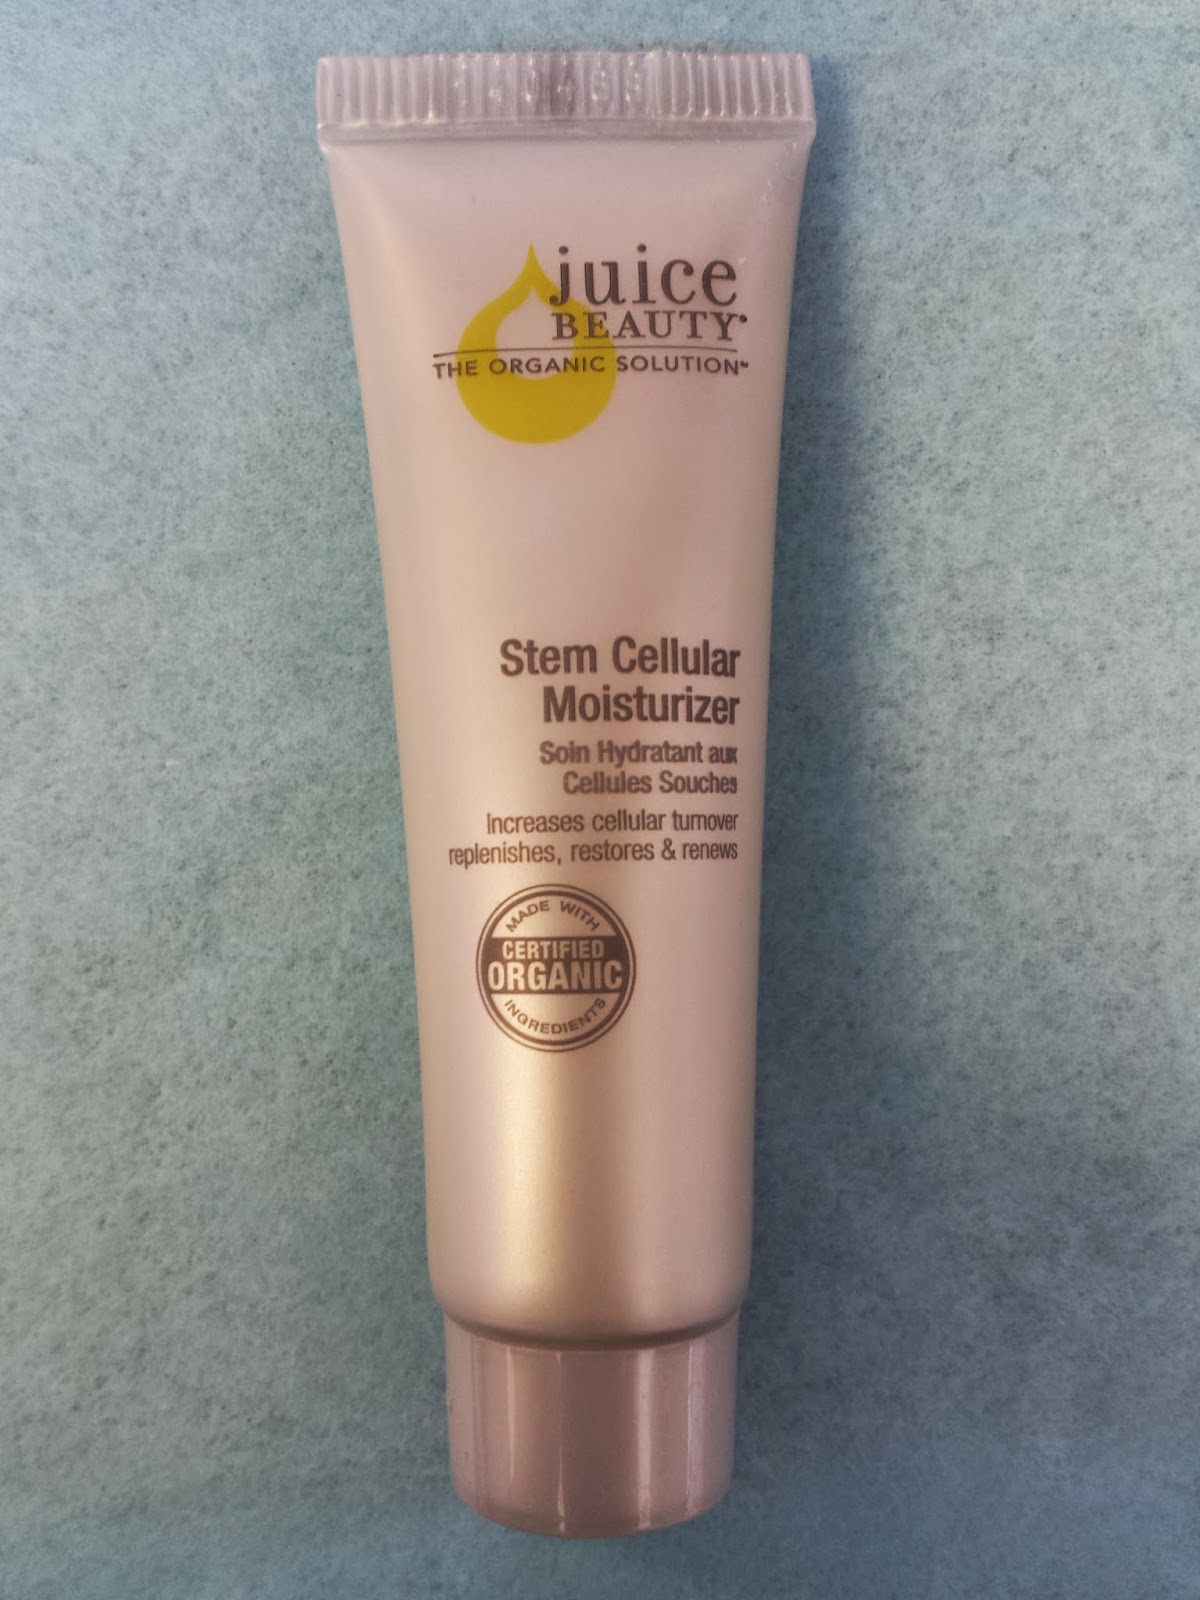 juice
BEAUTY®
THE ORGANIC SOLUTION™
Stem Cellular
Moisturizer
Soin Hydratant aux
Cellules Souches
Increases cellular turnover
replenishes, restores & renews
MADE WITH
CERTIFIED
ORGANIC
INGREDIENTS